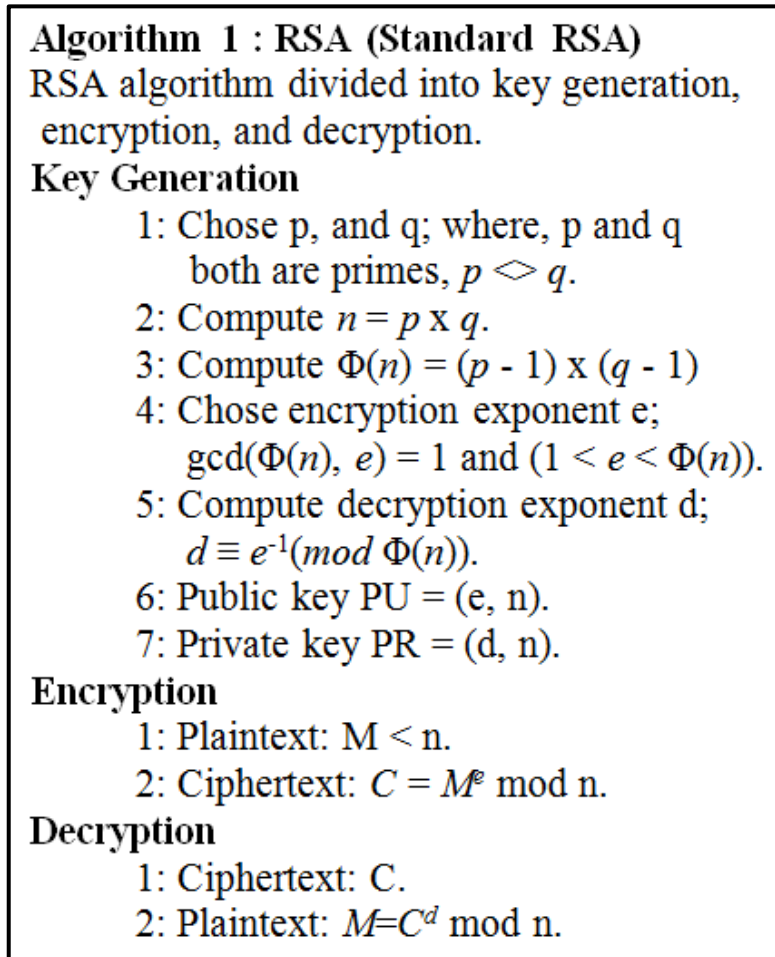 Algorithm 1 : RSA (Standard RSA)
RSA algorithm divided into key generation,
encryption, and decryption.
Key Generation
1: Chose p, and q; where, p and q
both are primes, p <> q.
2: Compute n = p x q.
3: Compute Φ(n) = (p - 1) x (q - 1)
4: Chose encryption exponent e;
gcd(Φ(n), e) = 1 and (1 < e < Φ(n)).
5: Compute decryption exponent d;
d ≡ e⁻¹(mod Φ(n)).
6: Public key PU = (e, n).
7: Private key PR = (d, n).
Encryption
1: Plaintext: M < n.
2: Ciphertext: C = Mᵉ mod n.
Decryption
1: Ciphertext: C.
2: Plaintext: M=Cᵈ mod n.